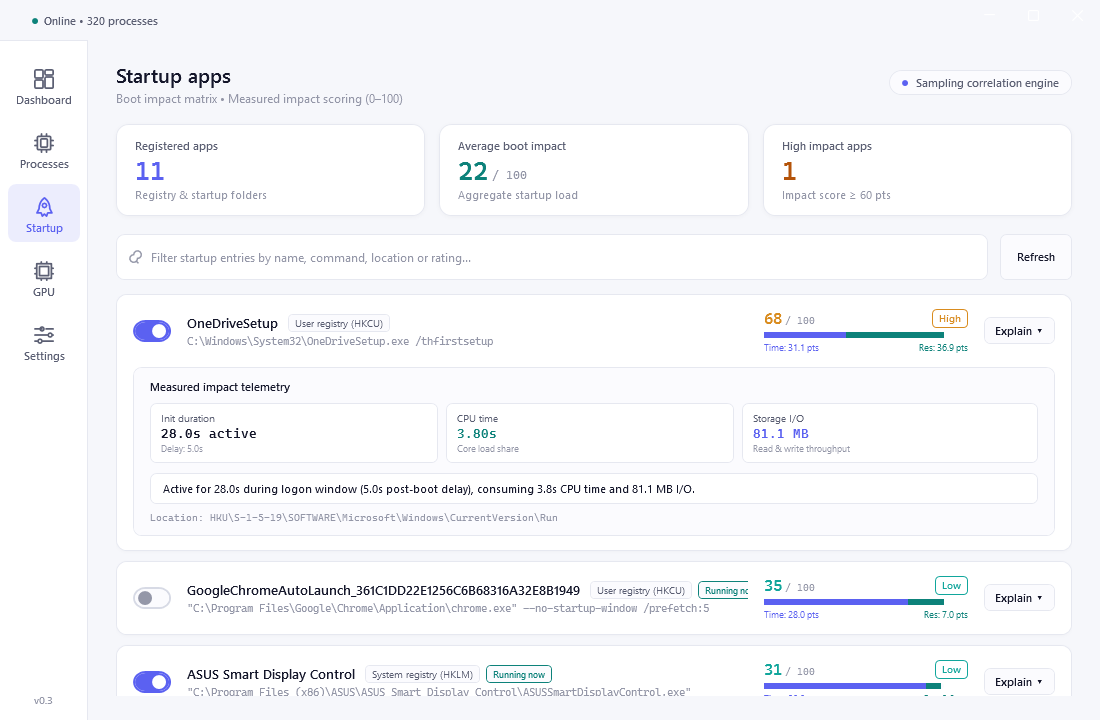 Online • 320 processes
Dashboard
Processes
Startup
GPU
Settings
v0.3
Startup apps
Boot impact matrix • Measured impact scoring (0–100)
Sampling correlation engine
Registered apps
11
Registry & startup folders
Average boot impact
22 / 100
Aggregate startup load
High impact apps
1
Impact score ≥ 60 pts
Filter startup entries by name, command, location or rating...
Refresh
OneDriveSetup User registry (HKCU)
C:\Windows\System32\OneDriveSetup.exe /thfirstsetup
68 / 100 High
Time: 31.1 pts Res: 36.9 pts
Explain ▾
Measured impact telemetry
Init duration
28.0s active
Delay: 5.0s
CPU time
3.80s
Core load share
Storage I/O
81.1 MB
Read & write throughput
Active for 28.0s during logon window (5.0s post-boot delay), consuming 3.8s CPU time and 81.1 MB I/O.
Location: HKU\S-1-5-19\SOFTWARE\Microsoft\Windows\CurrentVersion\Run
GoogleChromeAutoLaunch_361C1DD22E1256C6B68316A32E8B1949 User registry (HKCU) Running
"C:\Program Files\Google\Chrome\Application\chrome.exe" --no-startup-window /prefetch:5
35 / 100 Low
Time: 28.0 pts Res: 7.0 pts
Explain ▾
ASUS Smart Display Control System registry (HKLM) Running now
"C:\Program Files (x86)\ASUS\ASUS Smart Display Control\ASUSSmartDisplayControl.exe"
31 / 100 Low
Explain ▾